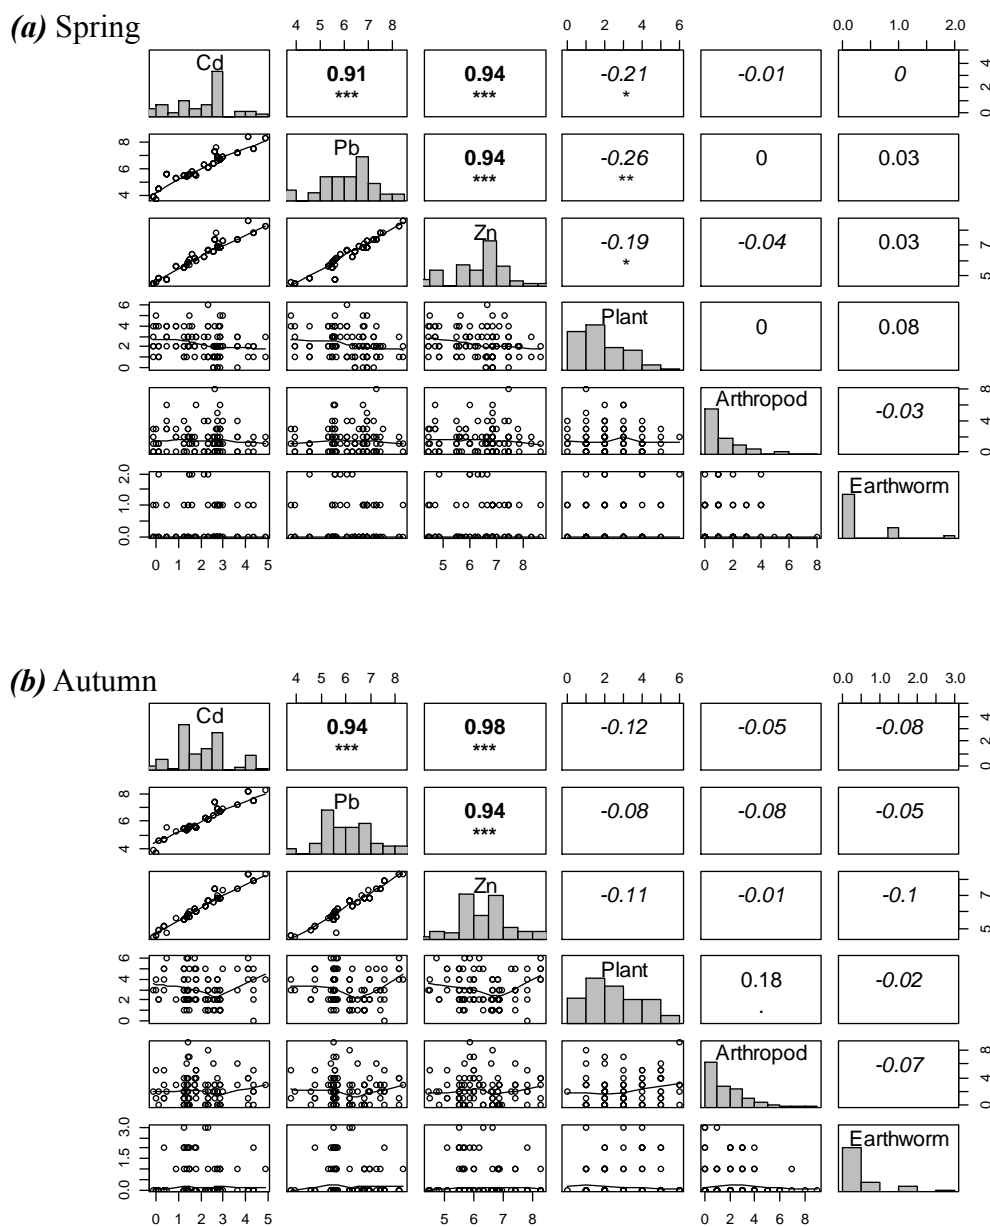 (a) Spring
4 5 6 7 8
0 2 4 6
0.0 1.0 2.0
Cd 0.91 0.94 -0.21 -0.01 0
*** *** *
0 2 4
4 6 8
Pb 0.94 -0.26 0 0.03
*** **
Zn -0.19 -0.04 0.03
*
5 7
0 2 4 6
Plant 0 0.08
Arthropod -0.03
0 4 8
0.0 1.0 2.0
Earthworm
0 1 2 3 4 5
5 6 7 8
0 2 4 6 8
(b) Autumn
4 5 6 7 8
0 2 4 6
0.0 1.0 2.0 3.0
Cd 0.94 0.98 -0.12 -0.05 -0.08
*** ***
0 2 4
4 6 8
Pb 0.94 -0.08 -0.08 -0.05
***
Zn -0.11 -0.01 -0.1
5 7
0 2 4 6
Plant 0.18 -0.02
.
Arthropod -0.07
0 4 8
0.0 1.5 3.0
Earthworm
0 1 2 3 4 5
5 6 7 8
0 2 4 6 8